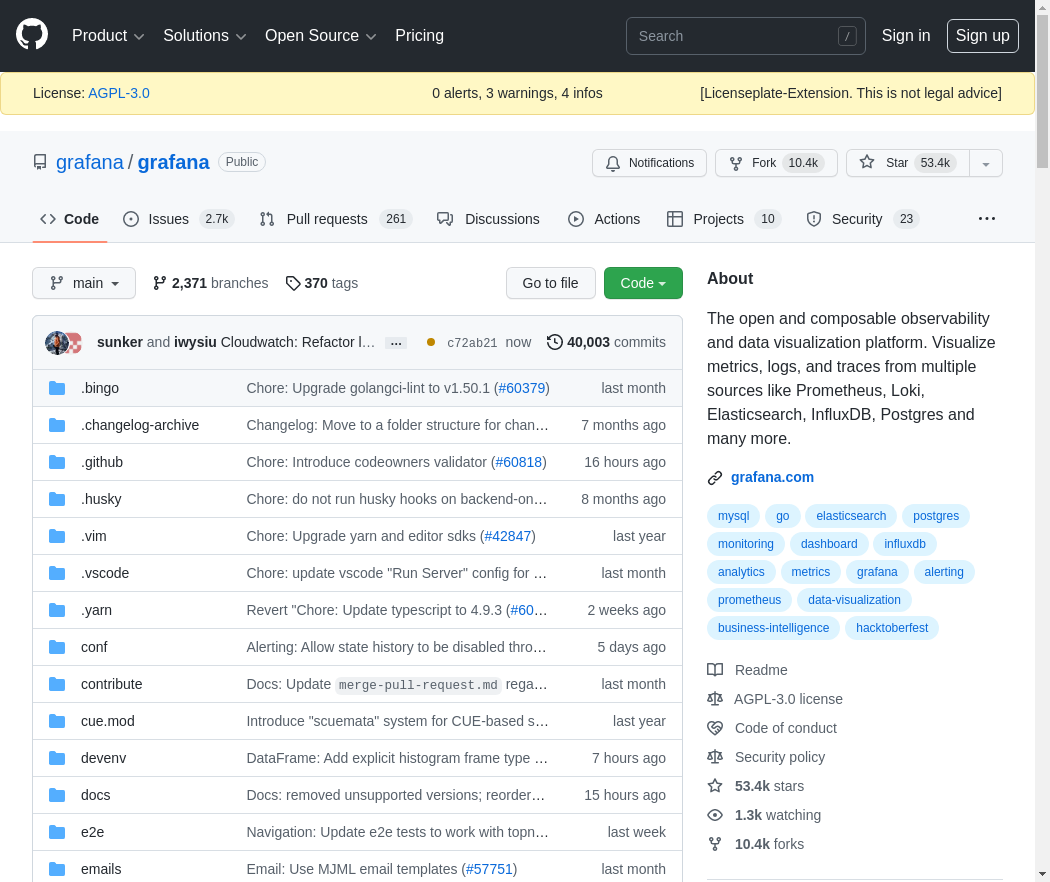 Product Solutions Open Source Pricing Search / Sign in Sign up
License: AGPL-3.0 0 alerts, 3 warnings, 4 infos [Licenseplate-Extension. This is not legal advice]
grafana / grafana Public Notifications Fork 10.4k Star 53.4k
Code Issues 2.7k Pull requests 261 Discussions Actions Projects 10 Security 23 ...
main 2,371 branches 370 tags Go to file Code
sunker and iwysiu Cloudwatch: Refactor l… ... c72ab21 now 40,003 commits
.bingo Chore: Upgrade golangci-lint to v1.50.1 (#60379) last month
.changelog-archive Changelog: Move to a folder structure for chan… 7 months ago
.github Chore: Introduce codeowners validator (#60818) 16 hours ago
.husky Chore: do not run husky hooks on backend-on… 8 months ago
.vim Chore: Upgrade yarn and editor sdks (#42847) last year
.vscode Chore: update vscode "Run Server" config for … last month
.yarn Revert "Chore: Update typescript to 4.9.3 (#60… 2 weeks ago
conf Alerting: Allow state history to be disabled thro… 5 days ago
contribute Docs: Update merge-pull-request.md rega… last month
cue.mod Introduce "scuemata" system for CUE-based s… last year
devenv DataFrame: Add explicit histogram frame type … 7 hours ago
docs Docs: removed unsupported versions; reorder… 15 hours ago
e2e Navigation: Update e2e tests to work with topn… last week
emails Email: Use MJML email templates (#57751) last month
About
The open and composable observability
and data visualization platform. Visualize
metrics, logs, and traces from multiple
sources like Prometheus, Loki,
Elasticsearch, InfluxDB, Postgres and
many more.
grafana.com
mysql go elasticsearch postgres
monitoring dashboard influxdb
analytics metrics grafana alerting
prometheus data-visualization
business-intelligence hacktoberfest
Readme
AGPL-3.0 license
Code of conduct
Security policy
53.4k stars
1.3k watching
10.4k forks